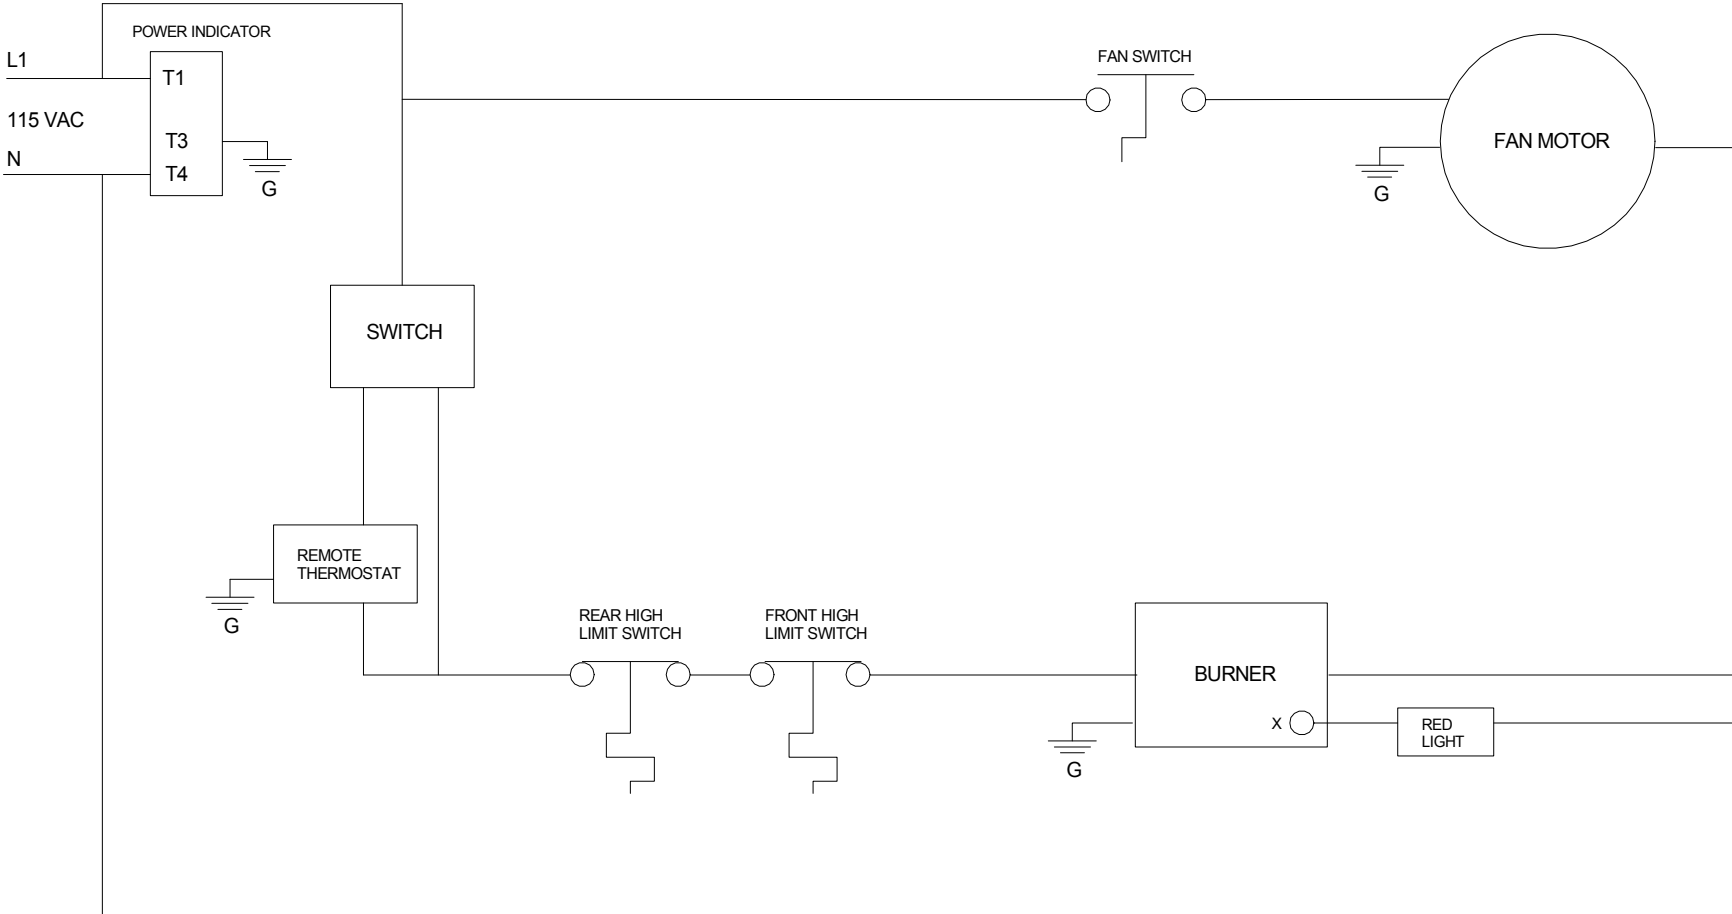 POWER INDICATOR
L1
T1
115 VAC
T3
N
T4
G
FAN SWITCH
FAN MOTOR
G
SWITCH
REMOTE
THERMOSTAT
G
REAR HIGH
LIMIT SWITCH
FRONT HIGH
LIMIT SWITCH
BURNER
X
G
RED
LIGHT